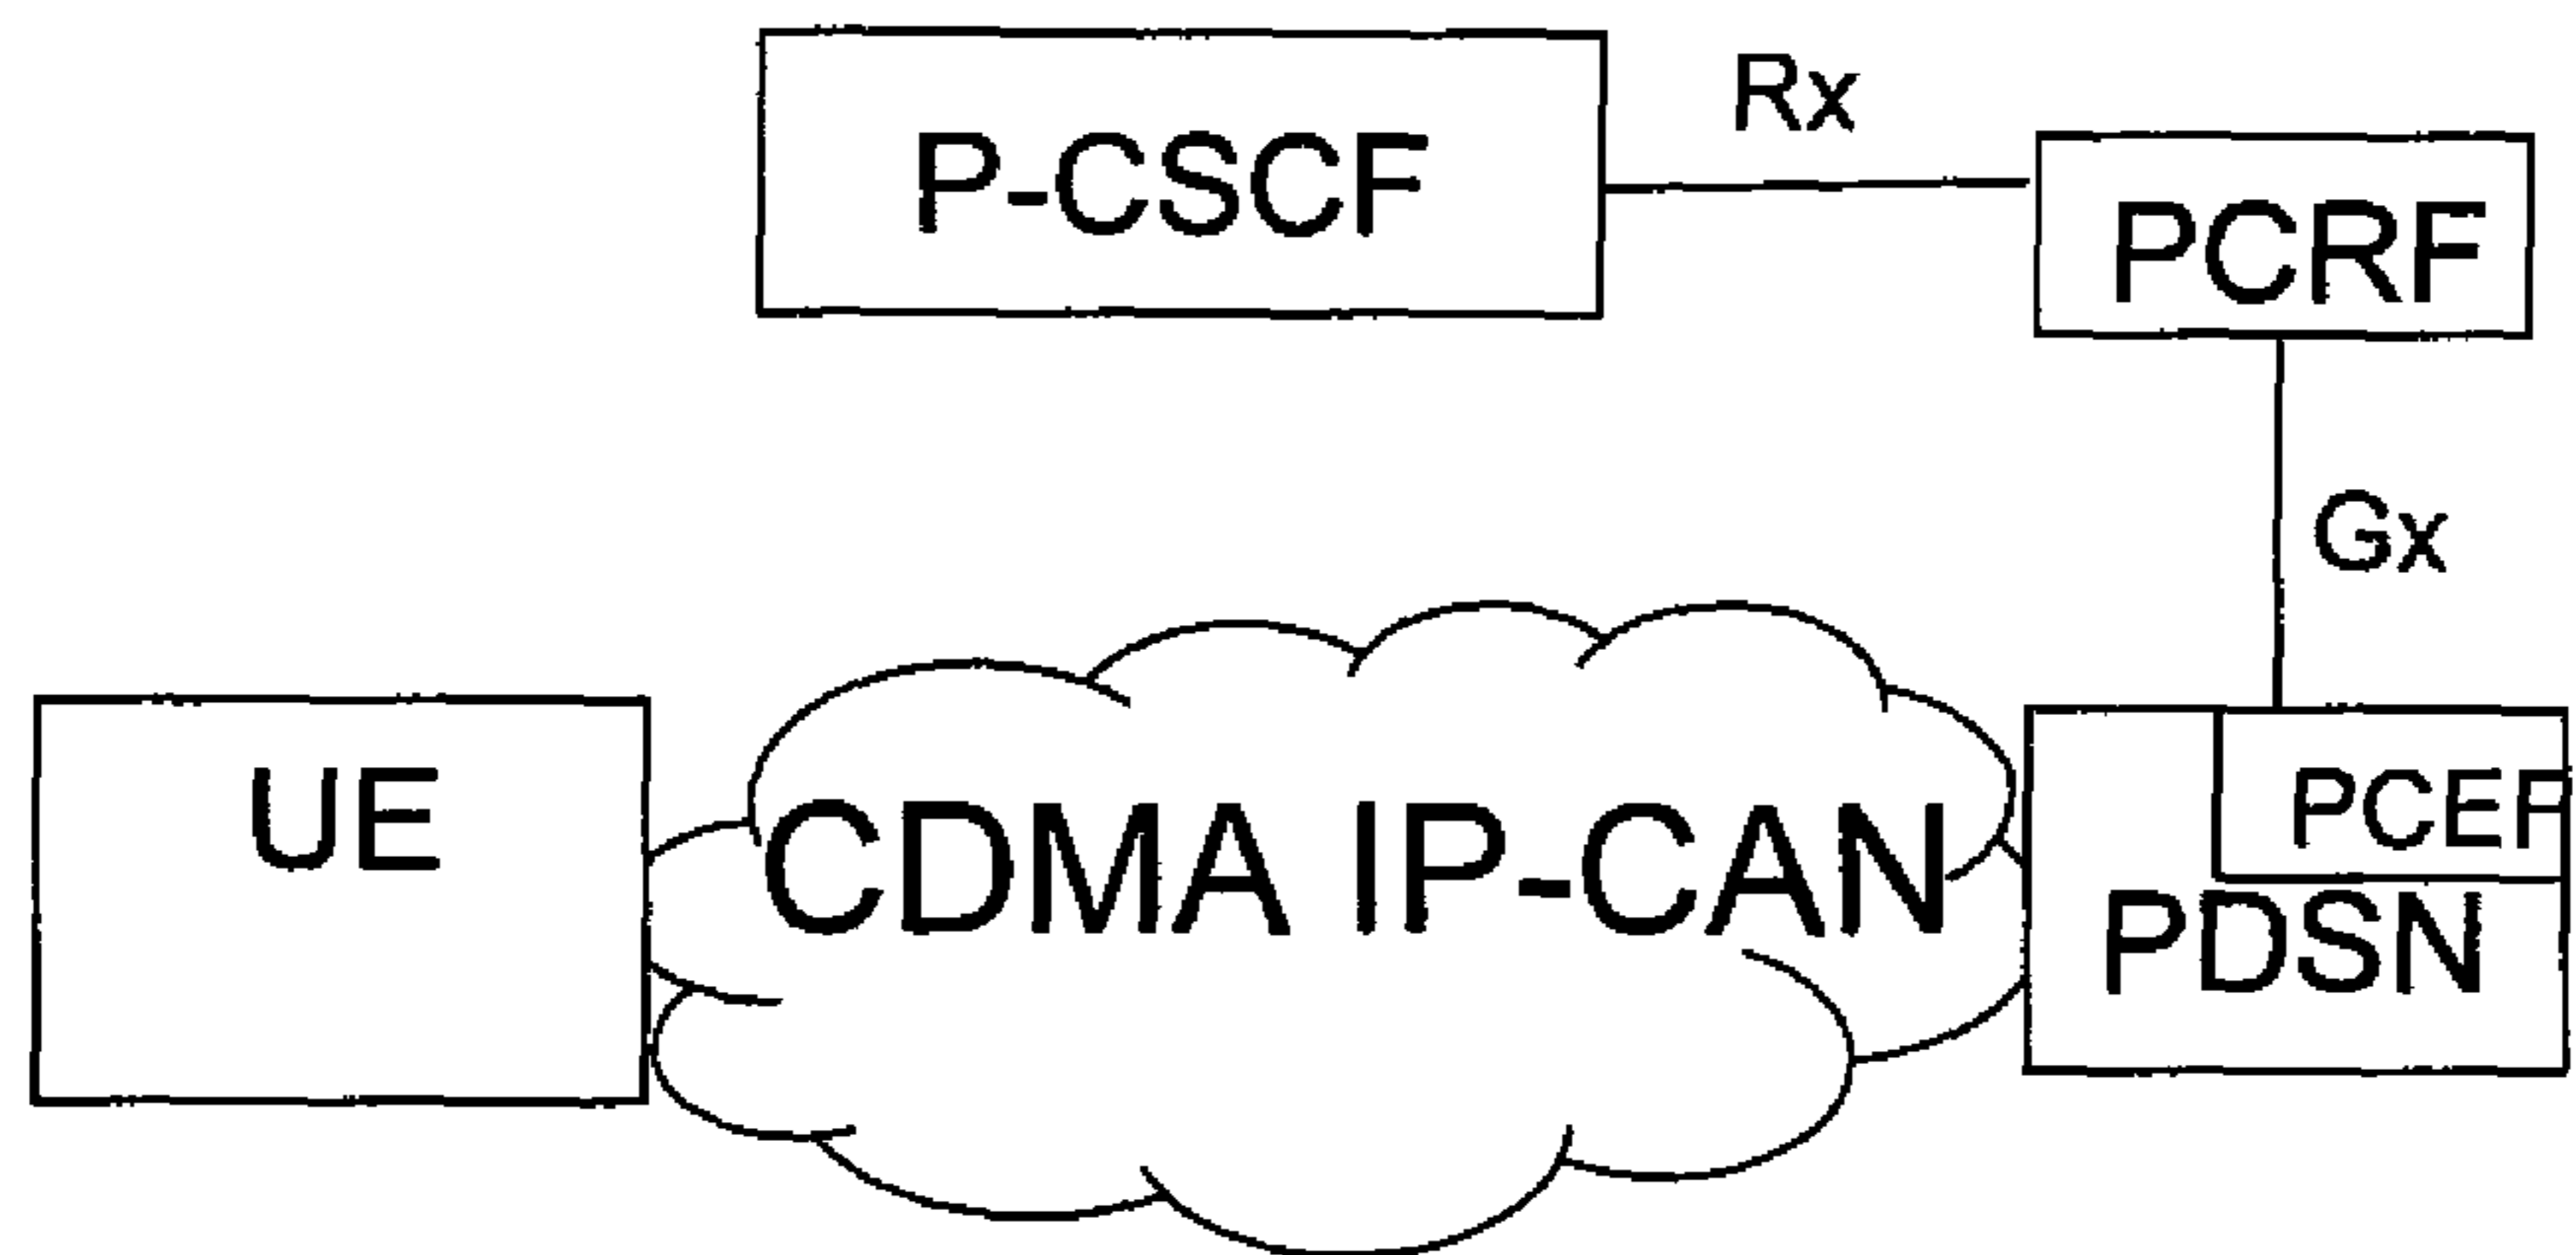 P-CSCF
Rx
PCRF
Gx
UE
CDMA IP-CAN
PCEF
PDSN